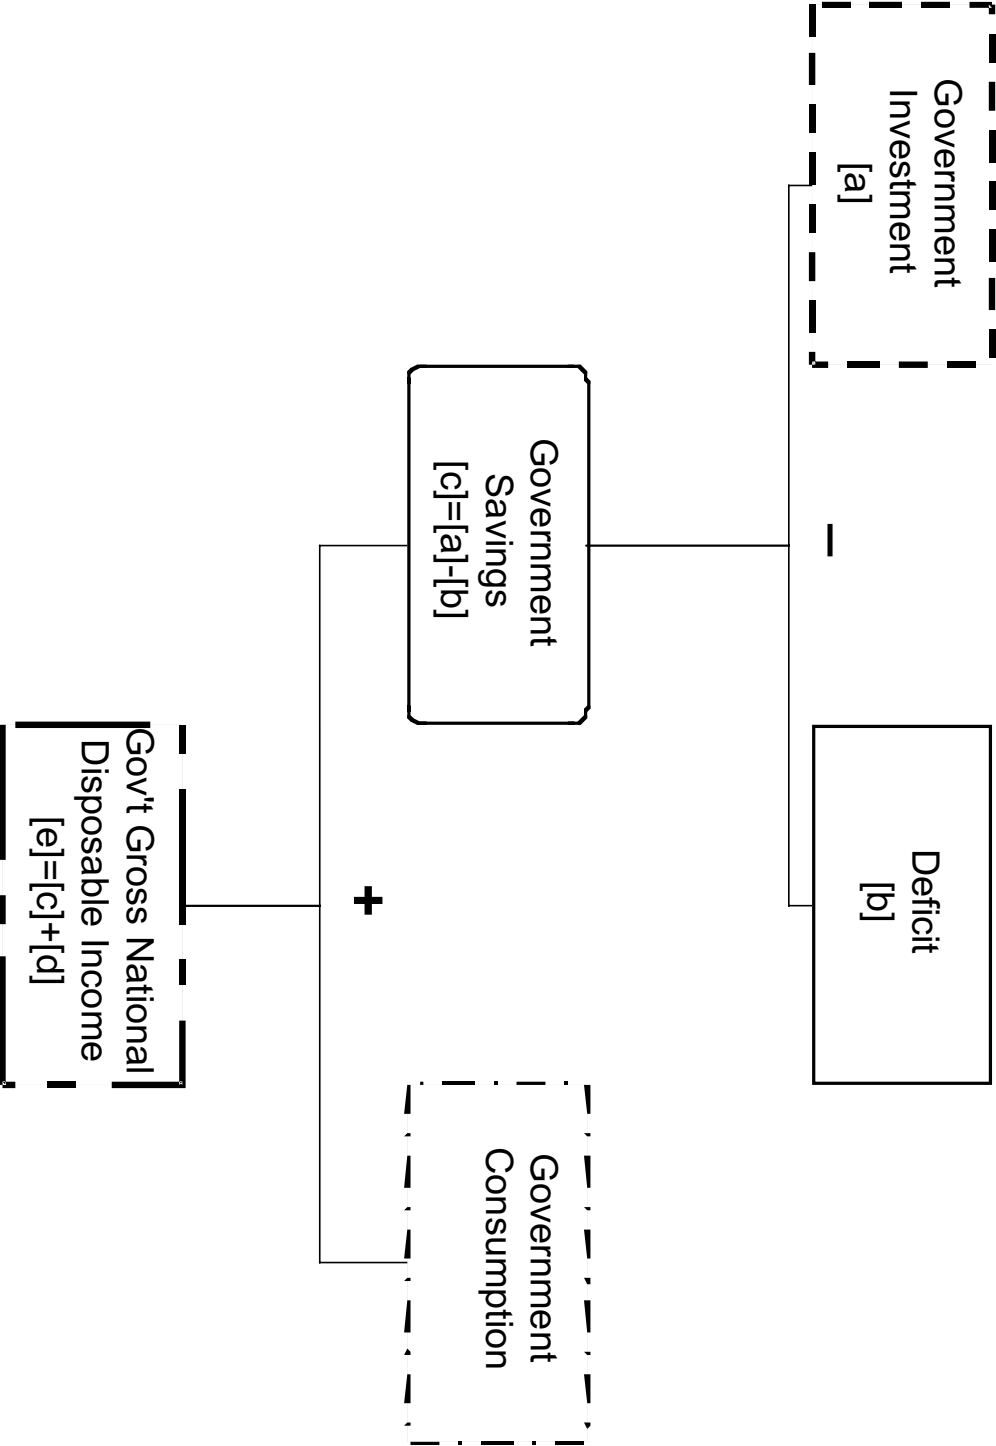 Government
Investment
[a]
–
Deficit
[b]
Government
Savings
[c]=[a]-[b]
+
Government
Consumption
Gov't Gross National
Disposable Income
[e]=[c]+[d]